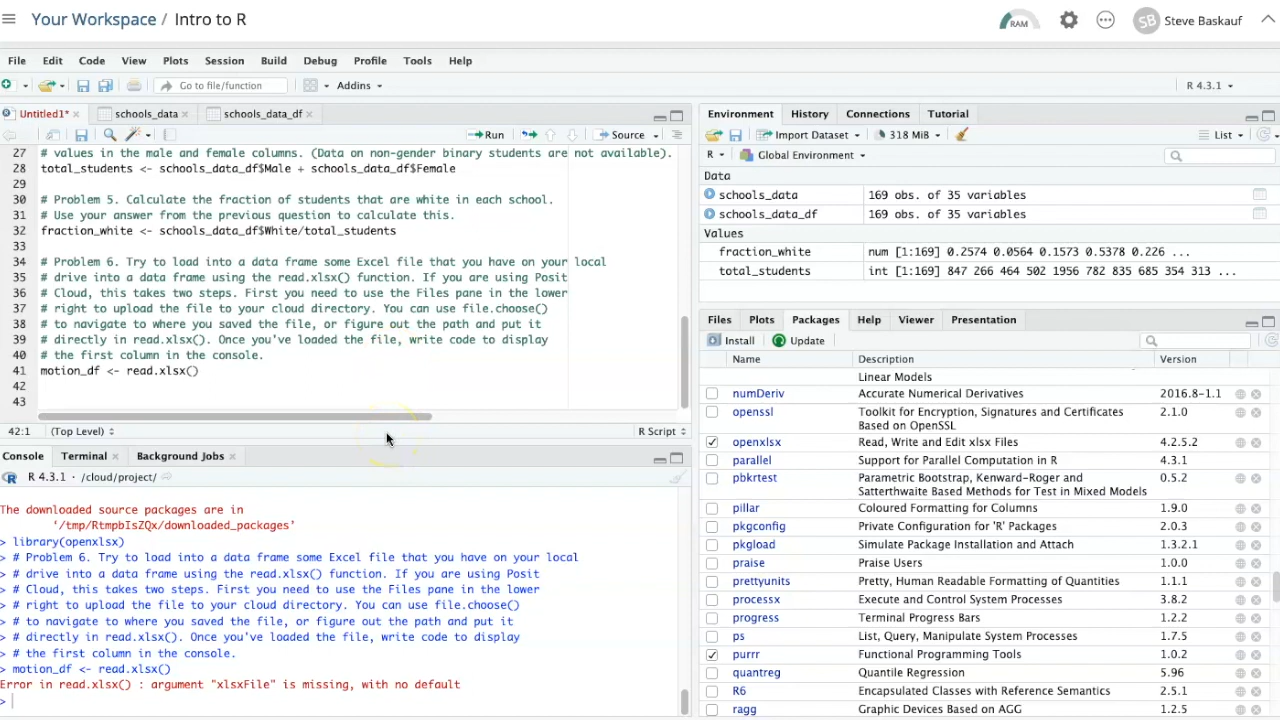 Your Workspace / Intro to R
RAM
SB Steve Baskauf
File Edit Code View Plots Session Build Debug Profile Tools Help
Go to file/function
Addins
R 4.3.1
Untitled1*
schools_data
schools_data_df
Run
Source
27 # values in the male and female columns. (Data on non-gender binary students are not available).
28 total_students <- schools_data_df$Male + schools_data_df$Female
29
30 # Problem 5. Calculate the fraction of students that are white in each school.
31 # Use your answer from the previous question to calculate this.
32 fraction_white <- schools_data_df$White/total_students
33
34 # Problem 6. Try to load into a data frame some Excel file that you have on your local
35 # drive into a data frame using the read.xlsx() function. If you are using Posit
36 # Cloud, this takes two steps. First you need to use the Files pane in the lower
37 # right to upload the file to your cloud directory. You can use file.choose()
38 # to navigate to where you saved the file, or figure out the path and put it
39 # directly in read.xlsx(). Once you've loaded the file, write code to display
40 # the first column in the console.
41 motion_df <- read.xlsx()
42
43
42:1 (Top Level) R Script
Console Terminal Background Jobs
R 4.3.1 · /cloud/project/
The downloaded source packages are in
'/tmp/RtmpbIsZQx/downloaded_packages'
> library(openxlsx)
> # Problem 6. Try to load into a data frame some Excel file that you have on your local
> # drive into a data frame using the read.xlsx() function. If you are using Posit
> # Cloud, this takes two steps. First you need to use the Files pane in the lower
> # right to upload the file to your cloud directory. You can use file.choose()
> # to navigate to where you saved the file, or figure out the path and put it
> # directly in read.xlsx(). Once you've loaded the file, write code to display
> # the first column in the console.
> motion_df <- read.xlsx()
Error in read.xlsx() : argument "xlsxFile" is missing, with no default
>
Environment History Connections Tutorial
Import Dataset 318 MiB List
R Global Environment
Data
schools_data 169 obs. of 35 variables
schools_data_df 169 obs. of 35 variables
Values
fraction_white num [1:169] 0.2574 0.0564 0.1573 0.5378 0.226 ...
total_students int [1:169] 847 266 464 502 1956 782 835 685 354 313 ...
Files Plots Packages Help Viewer Presentation
Install Update
Name Description Version
Linear Models
numDeriv Accurate Numerical Derivatives 2016.8-1.1
openssl Toolkit for Encryption, Signatures and Certificates Based on OpenSSL 2.1.0
openxlsx Read, Write and Edit xlsx Files 4.2.5.2
parallel Support for Parallel Computation in R 4.3.1
pbkrtest Parametric Bootstrap, Kenward-Roger and Satterthwaite Based Methods for Test in Mixed Models 0.5.2
pillar Coloured Formatting for Columns 1.9.0
pkgconfig Private Configuration for 'R' Packages 2.0.3
pkgload Simulate Package Installation and Attach 1.3.2.1
praise Praise Users 1.0.0
prettyunits Pretty, Human Readable Formatting of Quantities 1.1.1
processx Execute and Control System Processes 3.8.2
progress Terminal Progress Bars 1.2.2
ps List, Query, Manipulate System Processes 1.7.5
purrr Functional Programming Tools 1.0.2
quantreg Quantile Regression 5.96
R6 Encapsulated Classes with Reference Semantics 2.5.1
ragg Graphic Devices Based on AGG 1.2.5